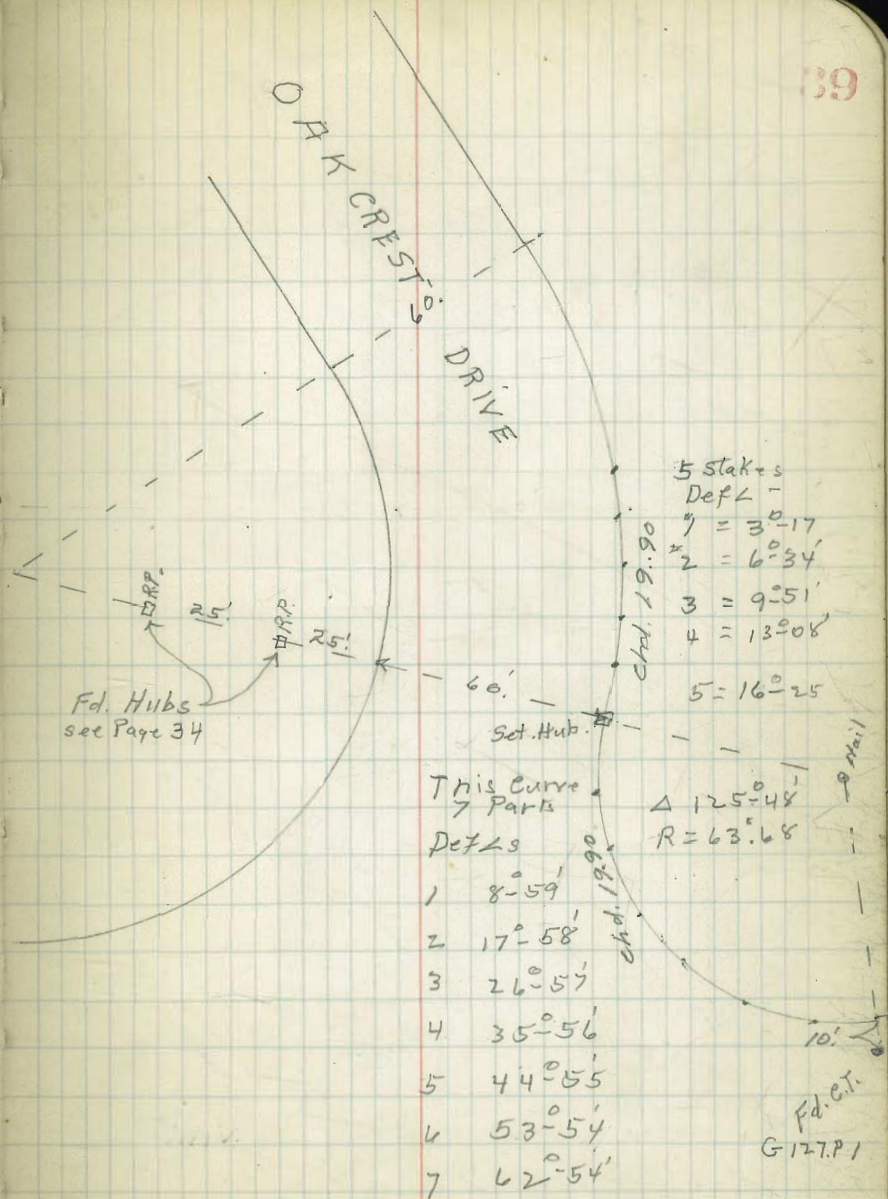 39
OAK CREST DRIVE
60'
5 Stakes
Def∠ -
1 = 3°-17
#2 = 6°-34'
3 = 9°-51'
4 = 13°-08'
5 = 16°-25
chd. 19.90
R.P.
25'
R.P.
25'
60'
Fd. Hubs
see Page 34
Set. Hub.
Nail
This Curve
7 Parts
Def∠s
1 8°-59'
2 17°-58'
3 26°-57'
4 35°-56'
5 44°-55'
6 53°-54'
7 62°-54'
Δ 125°-48'
R = 63.68
chd. 19.90
10'
Fd. C.T.
G 127.P1